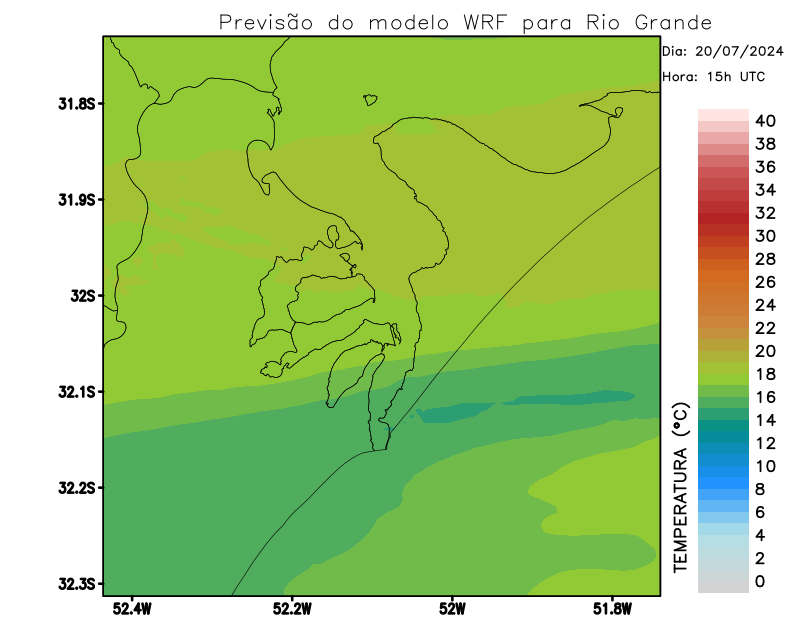 Previsão do modelo WRF para Rio Grande
Dia: 20/07/2024
Hora: 15h UTC
31.8S
31.9S
32S
32.1S
32.2S
32.3S
52.4W
52.2W
52W
51.8W
TEMPERATURA (°C)
40
38
36
34
32
30
28
26
24
22
20
18
16
14
12
10
8
6
4
2
0